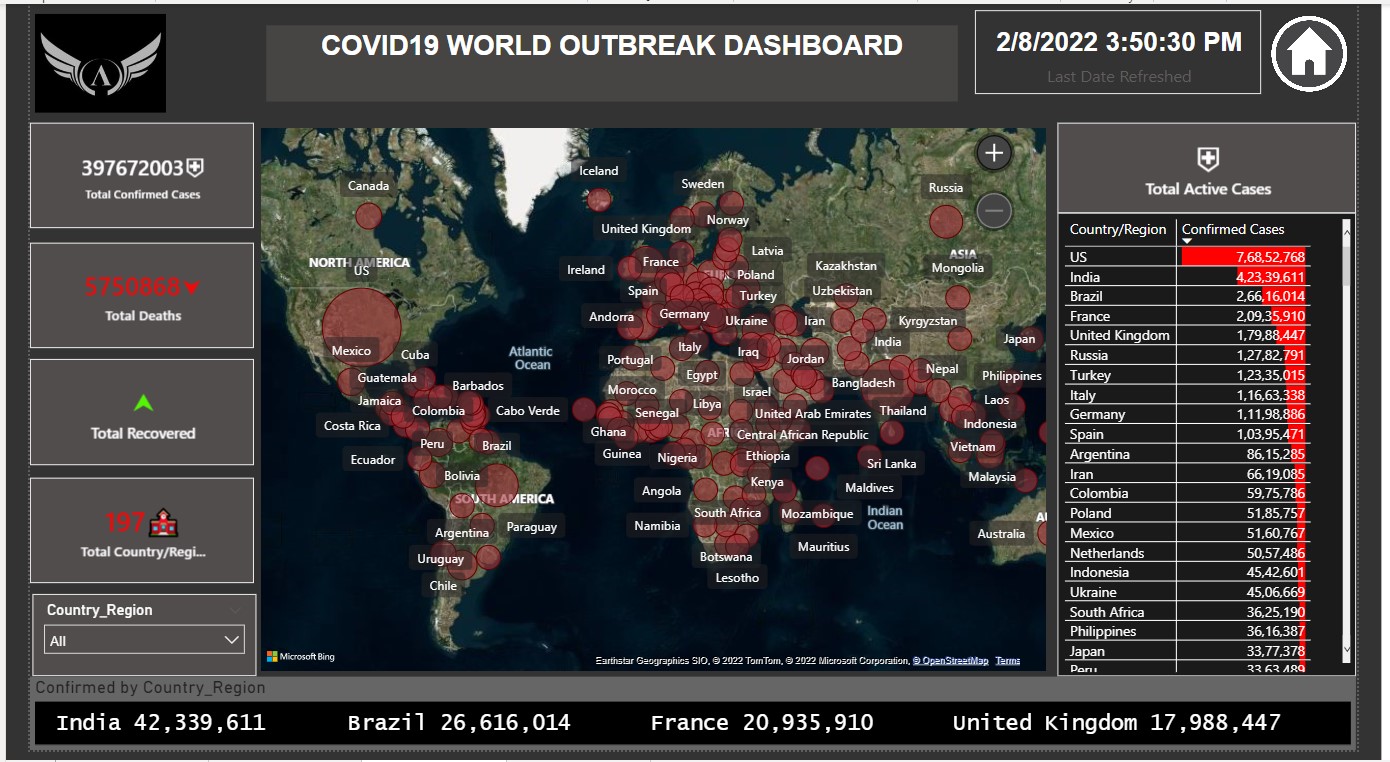 COVID19 WORLD OUTBREAK DASHBOARD
2/8/2022 3:50:30 PM
Last Date Refreshed
A
397672003
Total Confirmed Cases
5750868
Total Deaths
Total Recovered
197
Total Country/Regi...
Country_Region
All
Iceland
Canada
Sweden
Russia
Norway
United Kingdom
Latvia
ASIA
NORTH AMERICA
US
Ireland
France
Poland
Kazakhstan
Mongolia
Spain
Turkey
Uzbekistan
Andorra
Germany
Ukraine
Iran
Kyrgyzstan
Japan
Mexico
Cuba
Atlantic
Ocean
Portugal
Italy
Iraq
Jordan
India
Guatemala
Barbados
Morocco
Egypt
Israel
Bangladesh
Nepal
Philippines
Jamaica
Colombia
Cabo Verde
Senegal
Libya
United Arab Emirates
Thailand
Laos
Costa Rica
Peru
Brazil
Ghana
Central African Republic
Indonesia
Ecuador
Guinea
Nigeria
Ethiopia
Vietnam
Bolivia
Sri Lanka
Malaysia
SOUTH AMERICA
Angola
Kenya
Maldives
Argentina
Paraguay
Namibia
South Africa
Mozambique
Indian
Ocean
Australia
Uruguay
Botswana
Mauritius
Chile
Lesotho
Microsoft Bing
Earthstar Geographics SIO, © 2022 TomTom, © 2022 Microsoft Corporation, © OpenStreetMap Terms
Total Active Cases
Country/Region Confirmed Cases
US 7,68,52,768
India 4,23,39,611
Brazil 2,66,16,014
France 2,09,35,910
United Kingdom 1,79,88,447
Russia 1,27,82,791
Turkey 1,23,35,015
Italy 1,16,63,338
Germany 1,11,98,886
Spain 1,03,95,471
Argentina 86,15,285
Iran 66,19,085
Colombia 59,75,786
Poland 51,85,757
Mexico 51,60,767
Netherlands 50,57,486
Indonesia 45,42,601
Ukraine 45,06,669
South Africa 36,25,190
Philippines 36,16,387
Japan 33,77,378
Peru 33,63,489
Confirmed by Country_Region
India 42,339,611 Brazil 26,616,014 France 20,935,910 United Kingdom 17,988,447